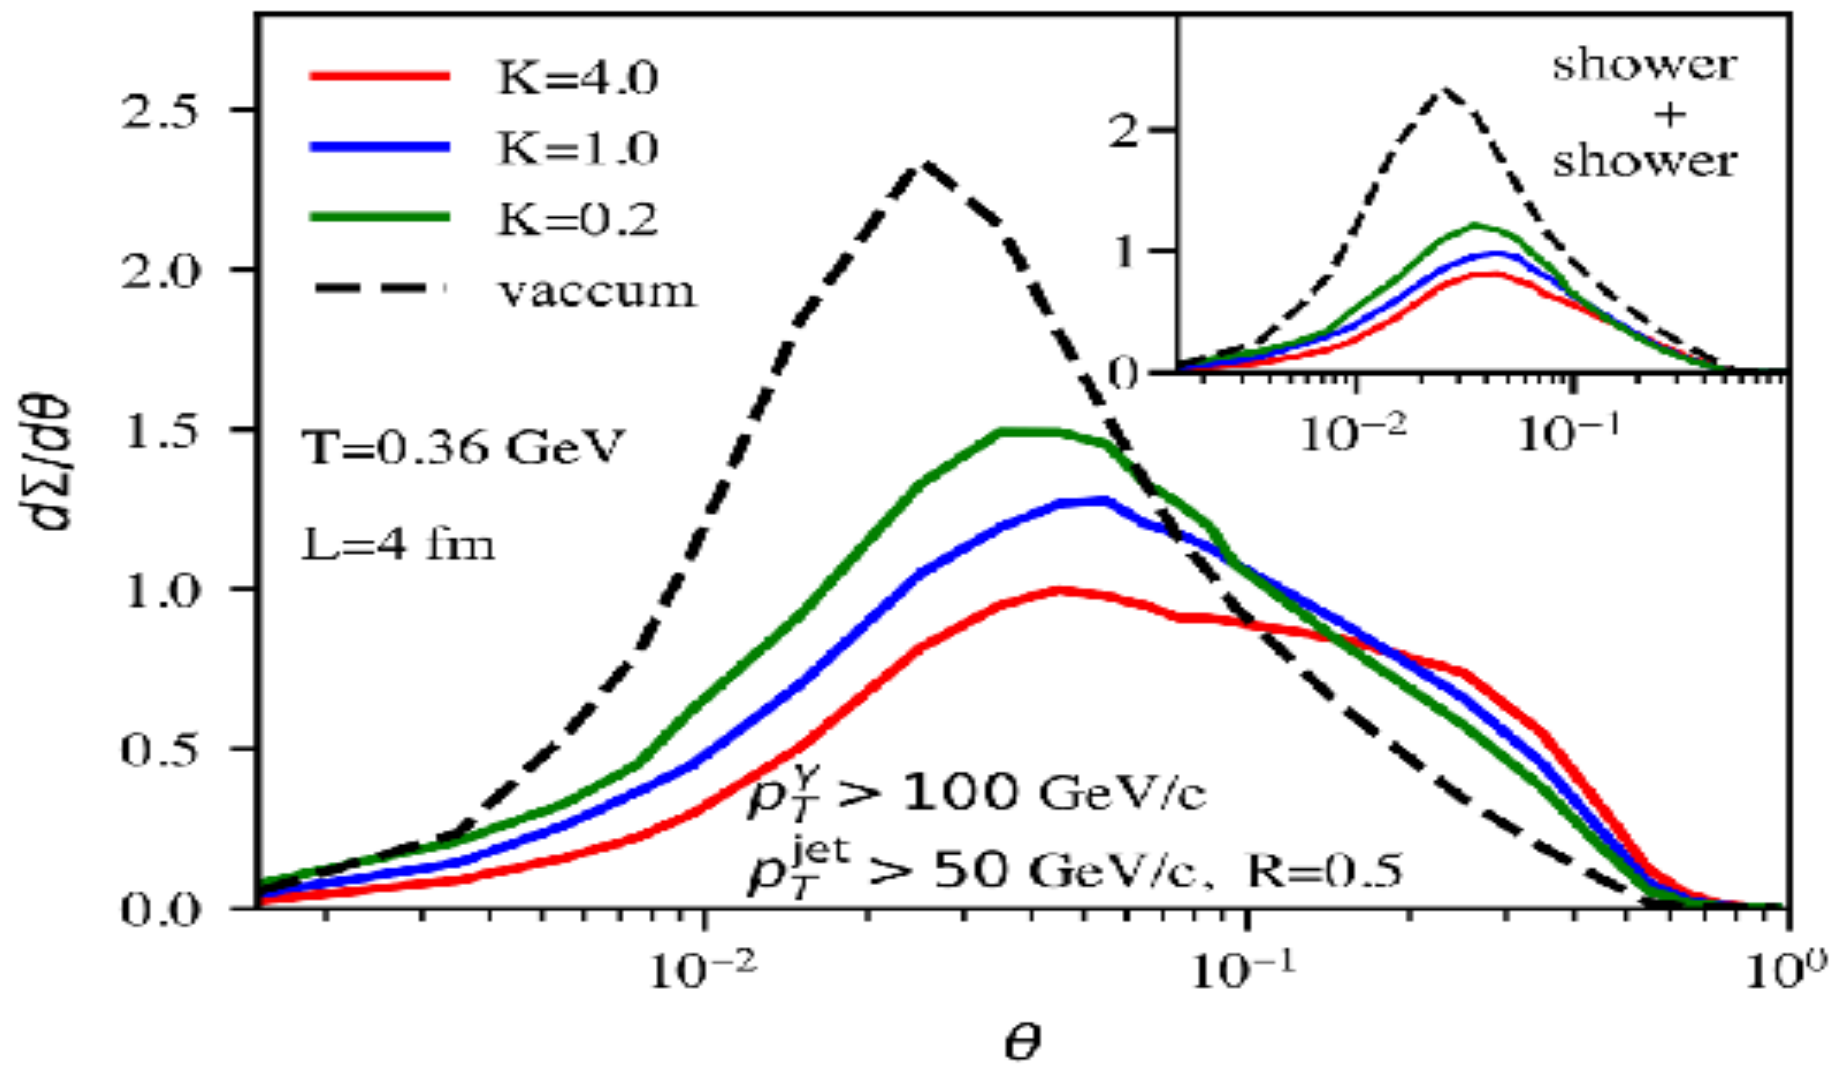 K=4.0
K=1.0
K=0.2
vaccum
T=0.36 GeV
L=4 fm
p_T^γ > 100 GeV/c
p_T^jet > 50 GeV/c, R=0.5
shower
+
shower
2
1
0
10⁻² 10⁻¹
2.5
2.0
1.5
1.0
0.5
0.0
dΣ/dθ
10⁻² 10⁻¹ 10⁰
θ